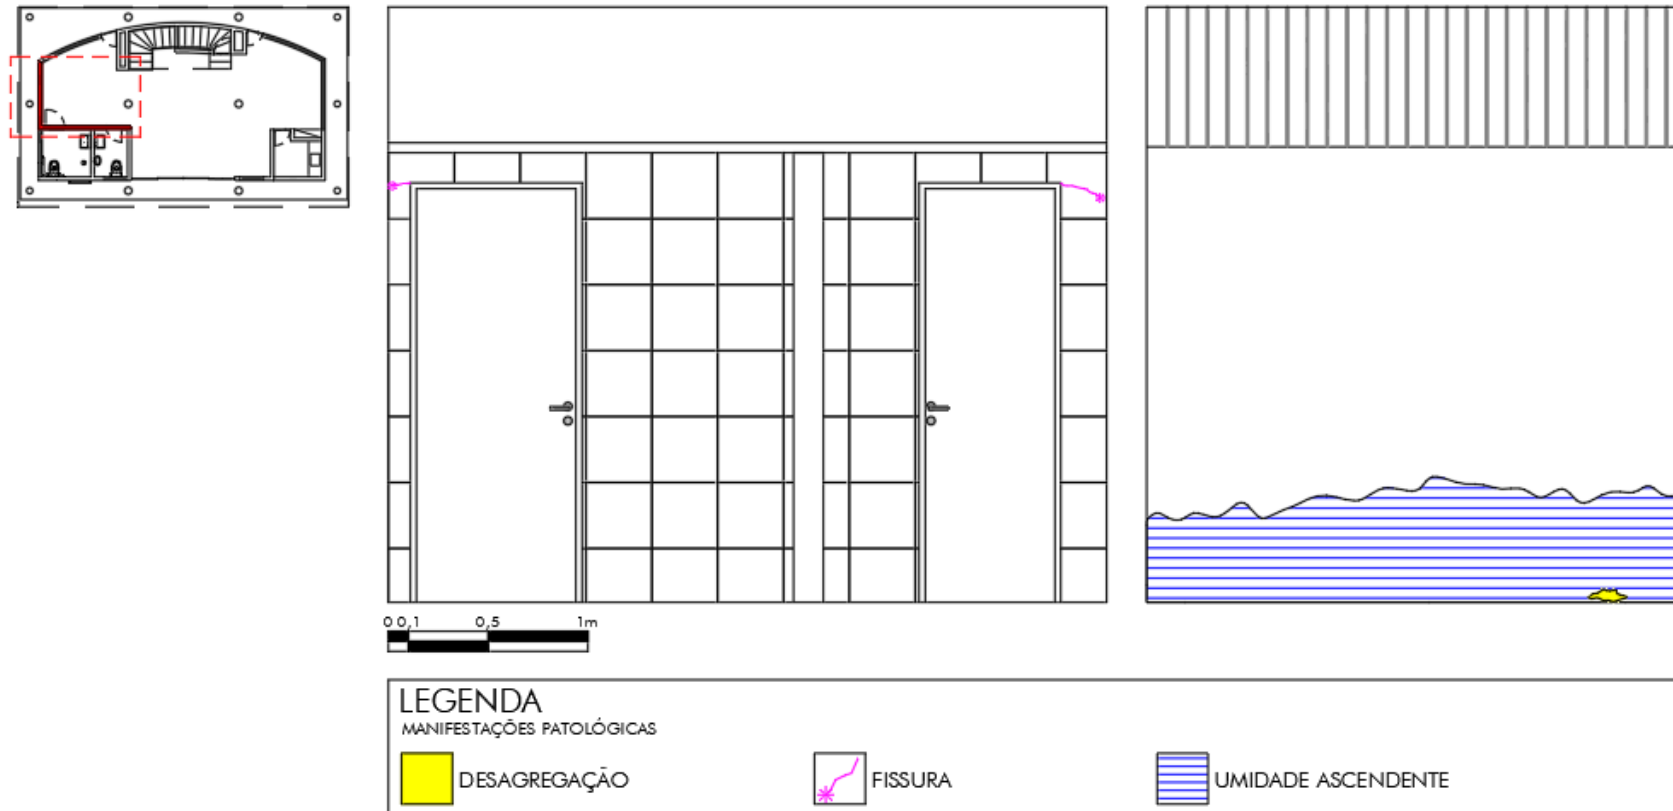 0 0,1 0,5 1m
LEGENDA
MANIFESTAÇÕES PATOLÓGICAS
DESAGREGAÇÃO FISSURA UMIDADE ASCENDENTE